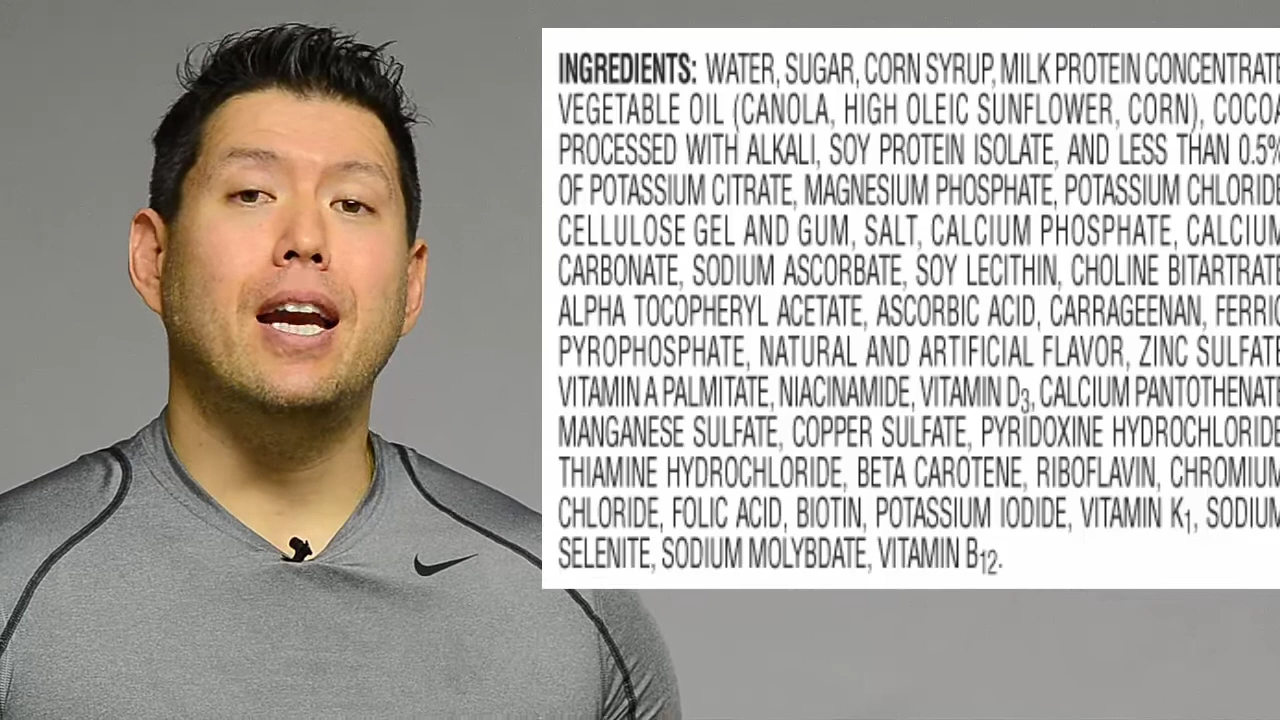 INGREDIENTS: WATER, SUGAR, CORN SYRUP, MILK PROTEIN CONCENTRATE
VEGETABLE OIL (CANOLA, HIGH OLEIC SUNFLOWER, CORN), COCOA
PROCESSED WITH ALKALI, SOY PROTEIN ISOLATE, AND LESS THAN 0.5%
OF POTASSIUM CITRATE, MAGNESIUM PHOSPHATE, POTASSIUM CHLORIDE
CELLULOSE GEL AND GUM, SALT, CALCIUM PHOSPHATE, CALCIUM
CARBONATE, SODIUM ASCORBATE, SOY LECITHIN, CHOLINE BITARTRATE
ALPHA TOCOPHERYL ACETATE, ASCORBIC ACID, CARRAGEENAN, FERRIC
PYROPHOSPHATE, NATURAL AND ARTIFICIAL FLAVOR, ZINC SULFATE
VITAMIN A PALMITATE, NIACINAMIDE, VITAMIN D3, CALCIUM PANTOTHENATE
MANGANESE SULFATE, COPPER SULFATE, PYRIDOXINE HYDROCHLORIDE
THIAMINE HYDROCHLORIDE, BETA CAROTENE, RIBOFLAVIN, CHROMIUM
CHLORIDE, FOLIC ACID, BIOTIN, POTASSIUM IODIDE, VITAMIN K1, SODIUM
SELENITE, SODIUM MOLYBDATE, VITAMIN B12.